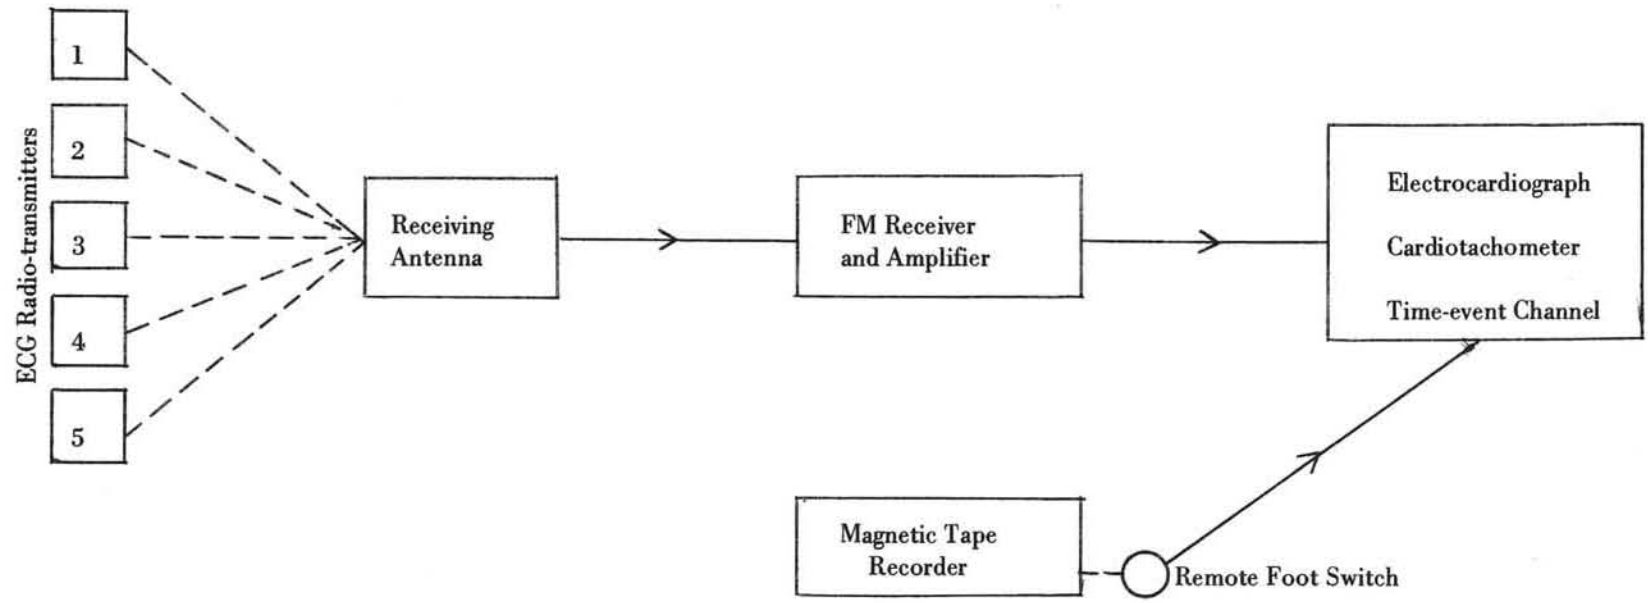 ECG Radio-transmitters
1
2
3
4
5
Receiving
Antenna
FM Receiver
and Amplifier
Electrocardiograph
Cardiotachometer
Time-event Channel
Magnetic Tape
Recorder
Remote Foot Switch